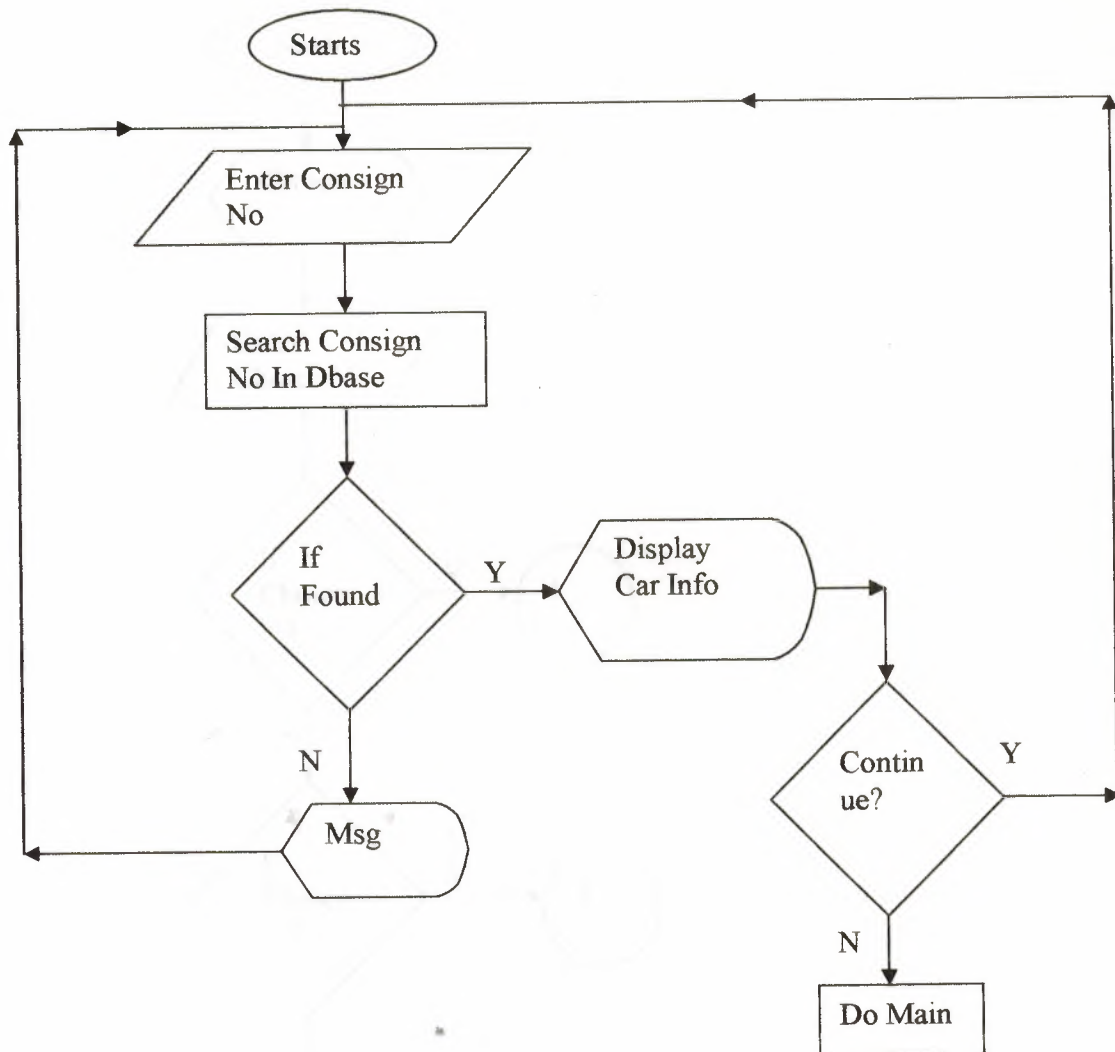 Starts
Enter Consign
No
Search Consign
No In Dbase
If
Found
Y
Display
Car Info
N
Msg
Contin
ue?
Y
N
Do Main